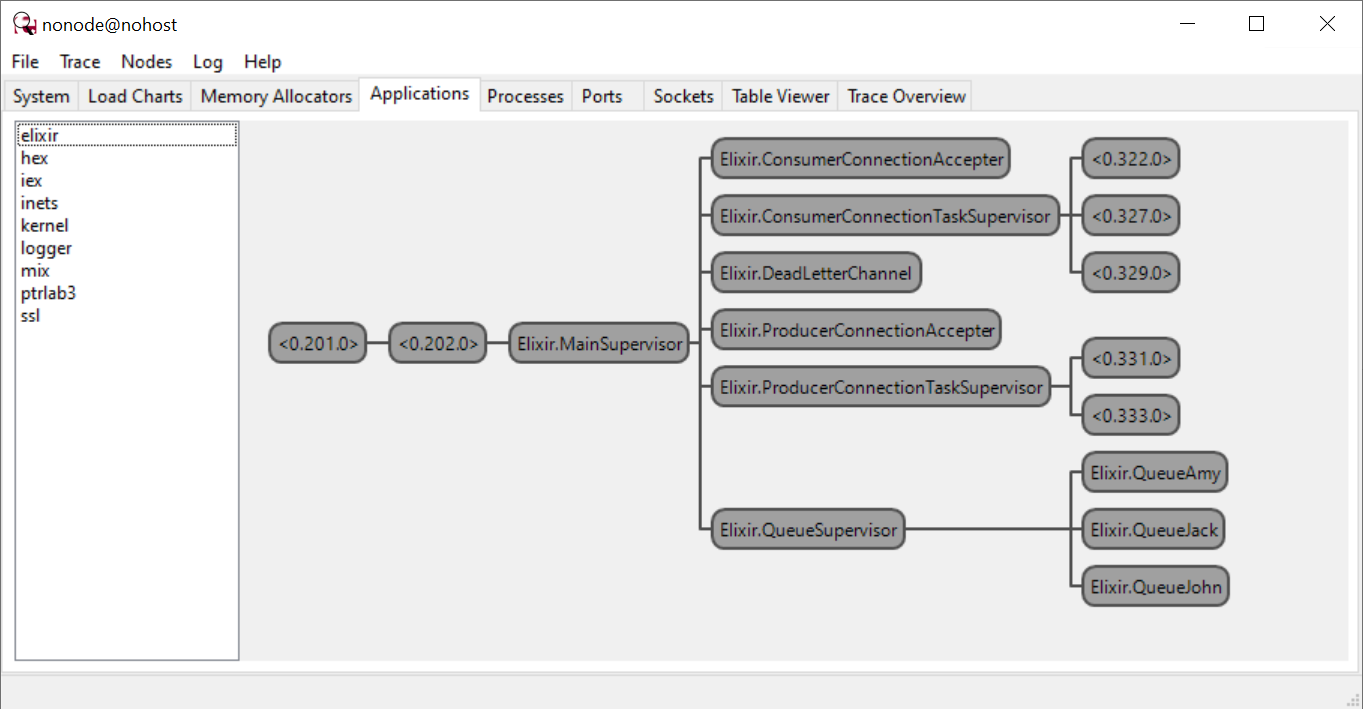 nonode@nohost
File Trace Nodes Log Help
System Load Charts Memory Allocators Applications Processes Ports Sockets Table Viewer Trace Overview
elixir
hex
iex
inets
kernel
logger
mix
ptrlab3
ssl
<0.201.0>
<0.202.0>
Elixir.MainSupervisor
Elixir.ConsumerConnectionAccepter
Elixir.ConsumerConnectionTaskSupervisor
<0.322.0>
<0.327.0>
<0.329.0>
Elixir.DeadLetterChannel
Elixir.ProducerConnectionAccepter
Elixir.ProducerConnectionTaskSupervisor
<0.331.0>
<0.333.0>
Elixir.QueueSupervisor
Elixir.QueueAmy
Elixir.QueueJack
Elixir.QueueJohn